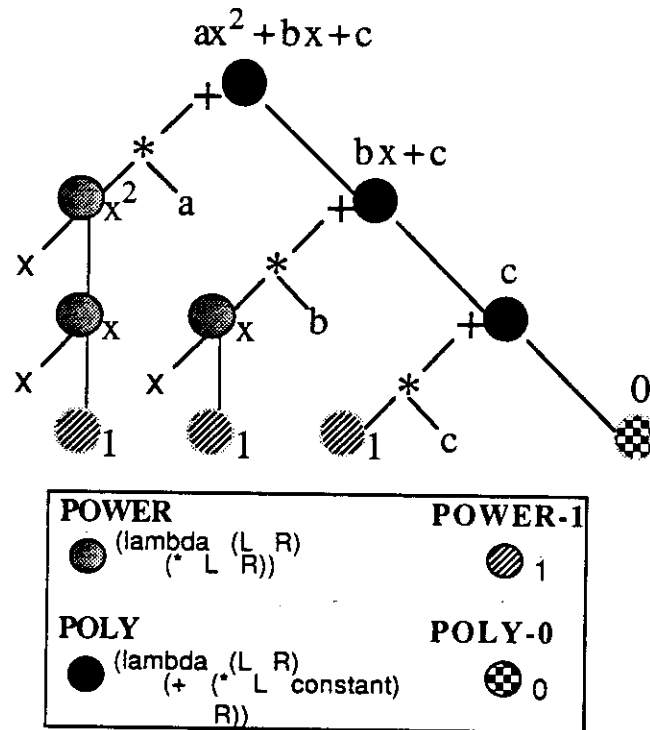 ax² + bx + c
+
*
bx + c
x²
a
+
x
*
c
x
x
b
+
x
x
*
0
1
1
1
c
POWER
POWER-1
(lambda (L R)
(* L R))
1
POLY
POLY-0
(lambda (L R)
(+ (* L constant)
R))
0